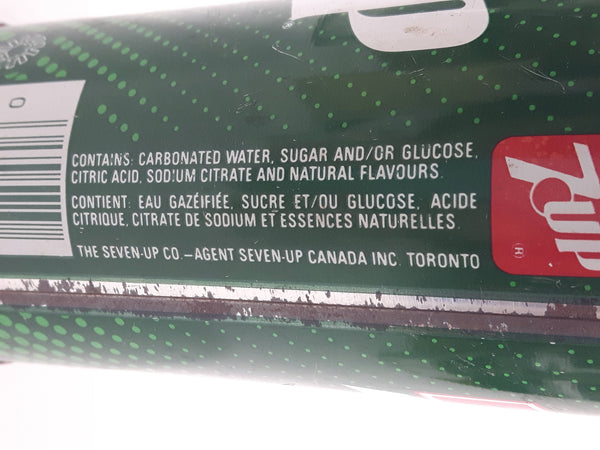 CONTAINS: CARBONATED WATER, SUGAR AND/OR GLUCOSE,
CITRIC ACID, SODIUM CITRATE AND NATURAL FLAVOURS.
CONTIENT: EAU GAZÉIFIÉE, SUCRE ET/OU GLUCOSE, ACIDE
CITRIQUE, CITRATE DE SODIUM ET ESSENCES NATURELLES.
THE SEVEN-UP CO.–AGENT SEVEN-UP CANADA INC. TORONTO
7UP
®
0